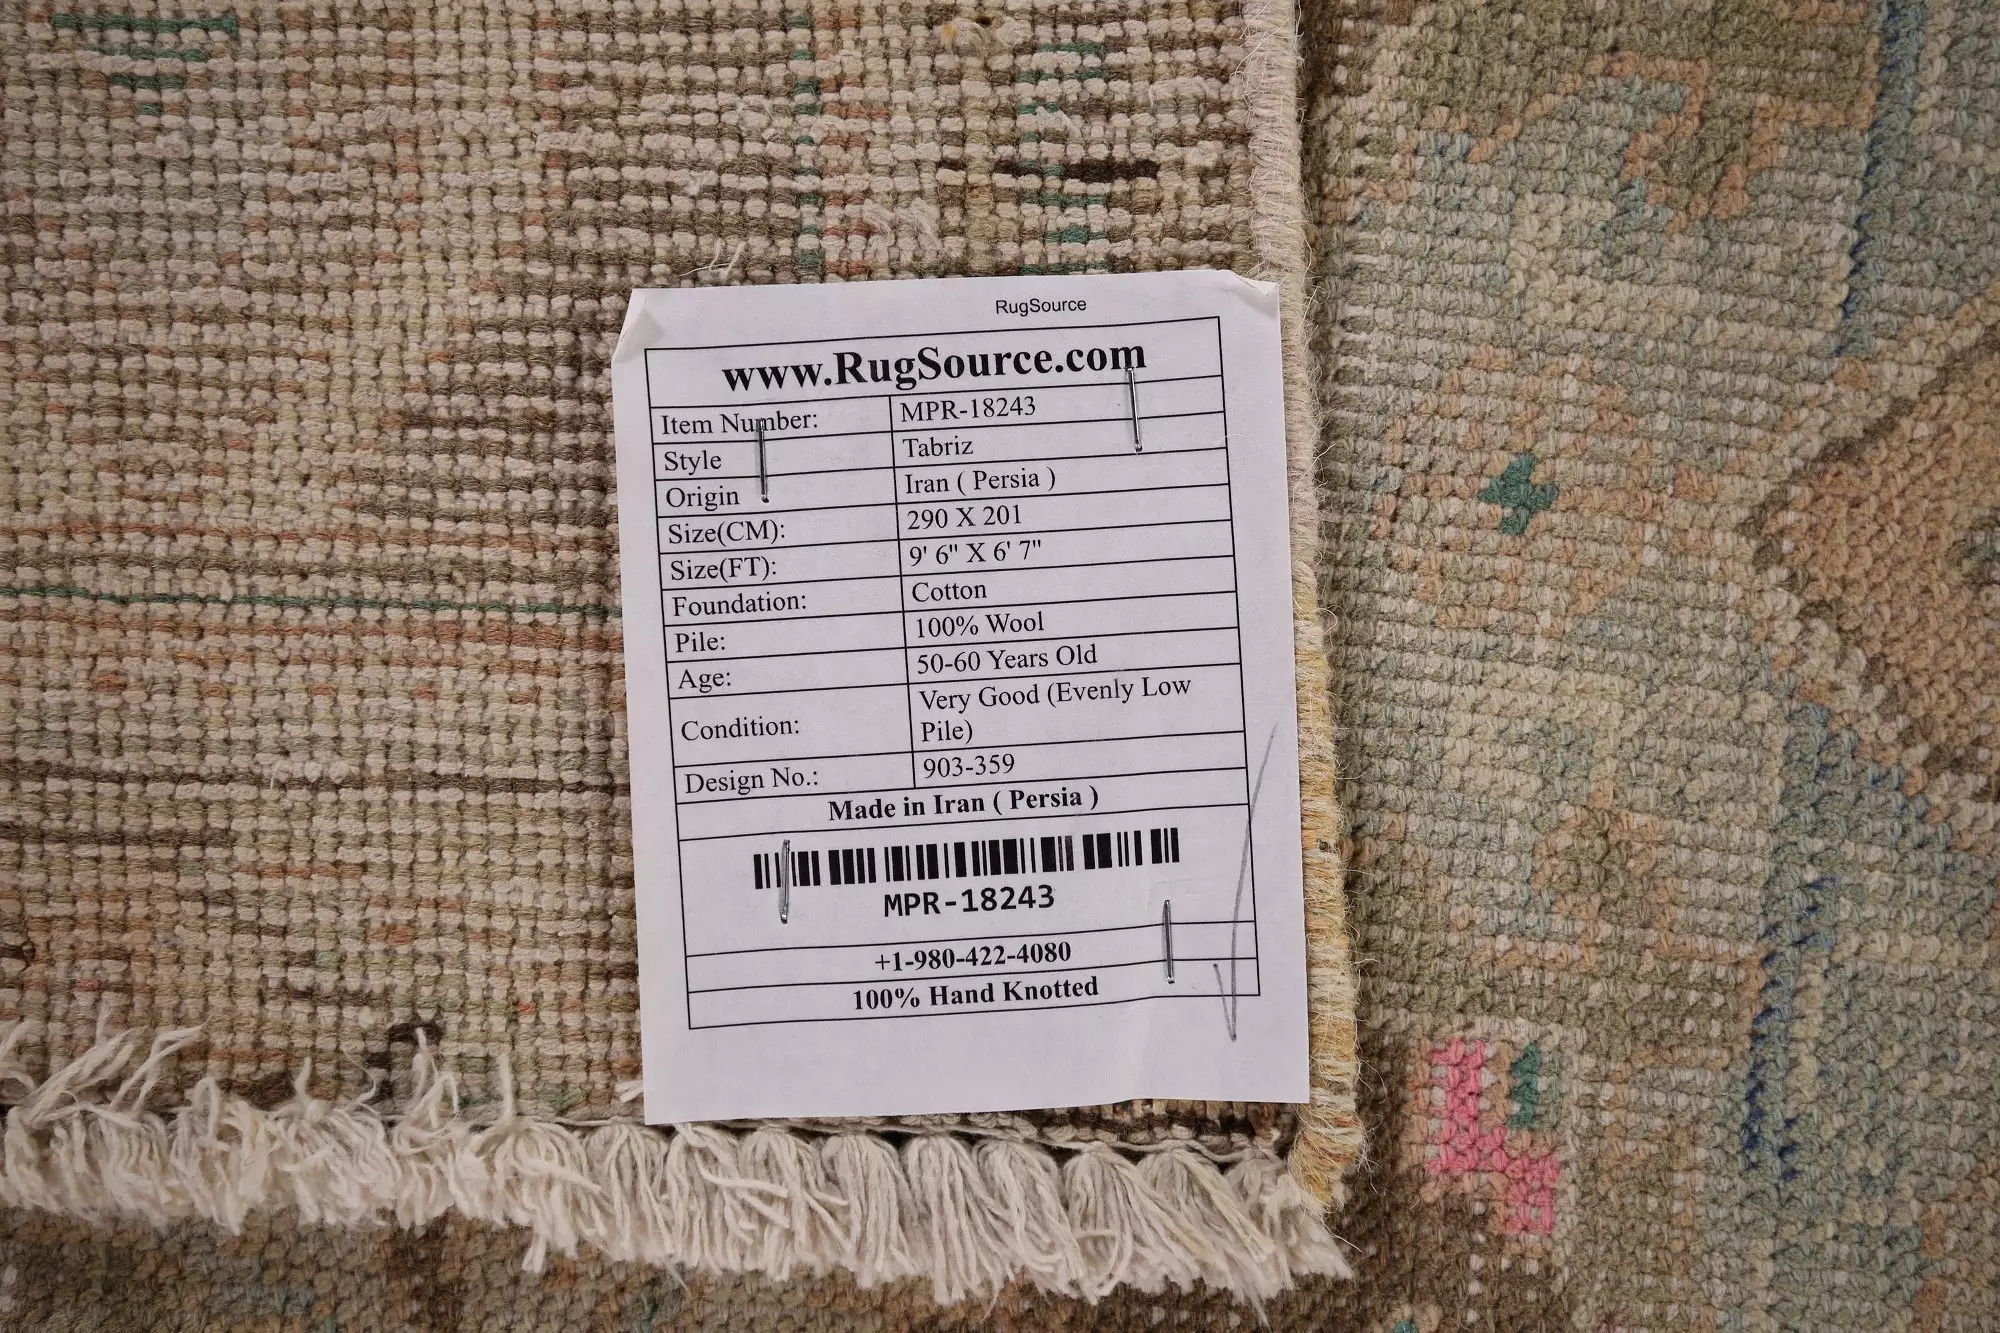 RugSource
www.RugSource.com
Item Number: MPR-18243
Style Tabriz
Origin Iran ( Persia )
Size(CM): 290 X 201
Size(FT): 9' 6" X 6' 7"
Foundation: Cotton
Pile: 100% Wool
Age: 50-60 Years Old
Condition: Very Good (Evenly Low
Pile)
Design No.: 903-359
Made in Iran ( Persia )
MPR-18243
+1-980-422-4080
100% Hand Knotted